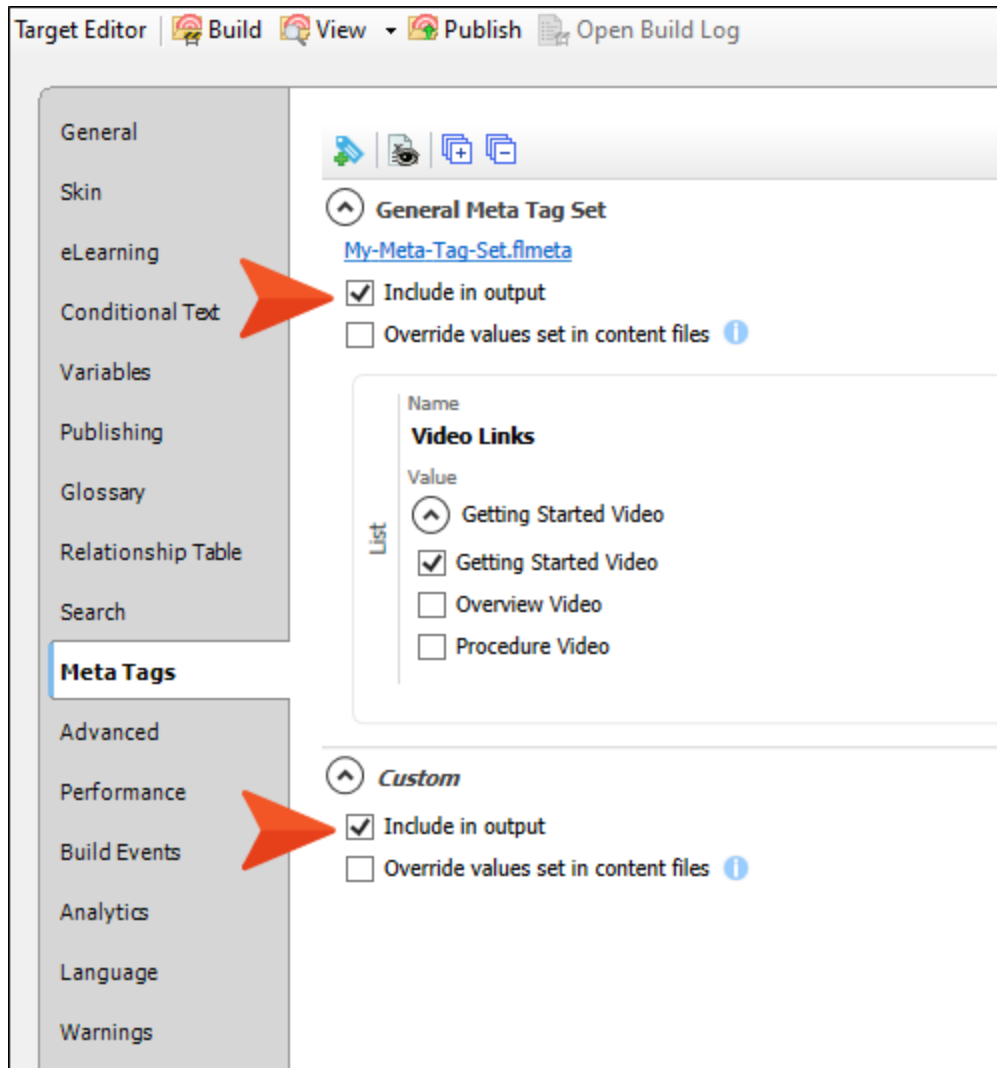 Target Editor Build View Publish Open Build Log
General
Skin
eLearning
Conditional Text
Variables
Publishing
Glossary
Relationship Table
Search
Meta Tags
Advanced
Performance
Build Events
Analytics
Language
Warnings
General Meta Tag Set
My-Meta-Tag-Set.flmeta
Include in output
Override values set in content files
List
Name
Video Links
Value
Getting Started Video
Getting Started Video
Overview Video
Procedure Video
Custom
Include in output
Override values set in content files